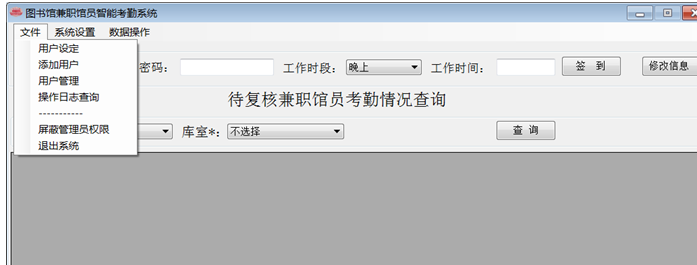 图书馆兼职馆员智能考勤系统
文件 系统设置 数据操作
用户设定
添加用户
用户管理
操作日志查询
-----------
屏蔽管理员权限
退出系统
密码： 工作时段： 晚上 工作时间： 签 到 修改信息
待复核兼职馆员考勤情况查询
库室*： 不选择 查 询